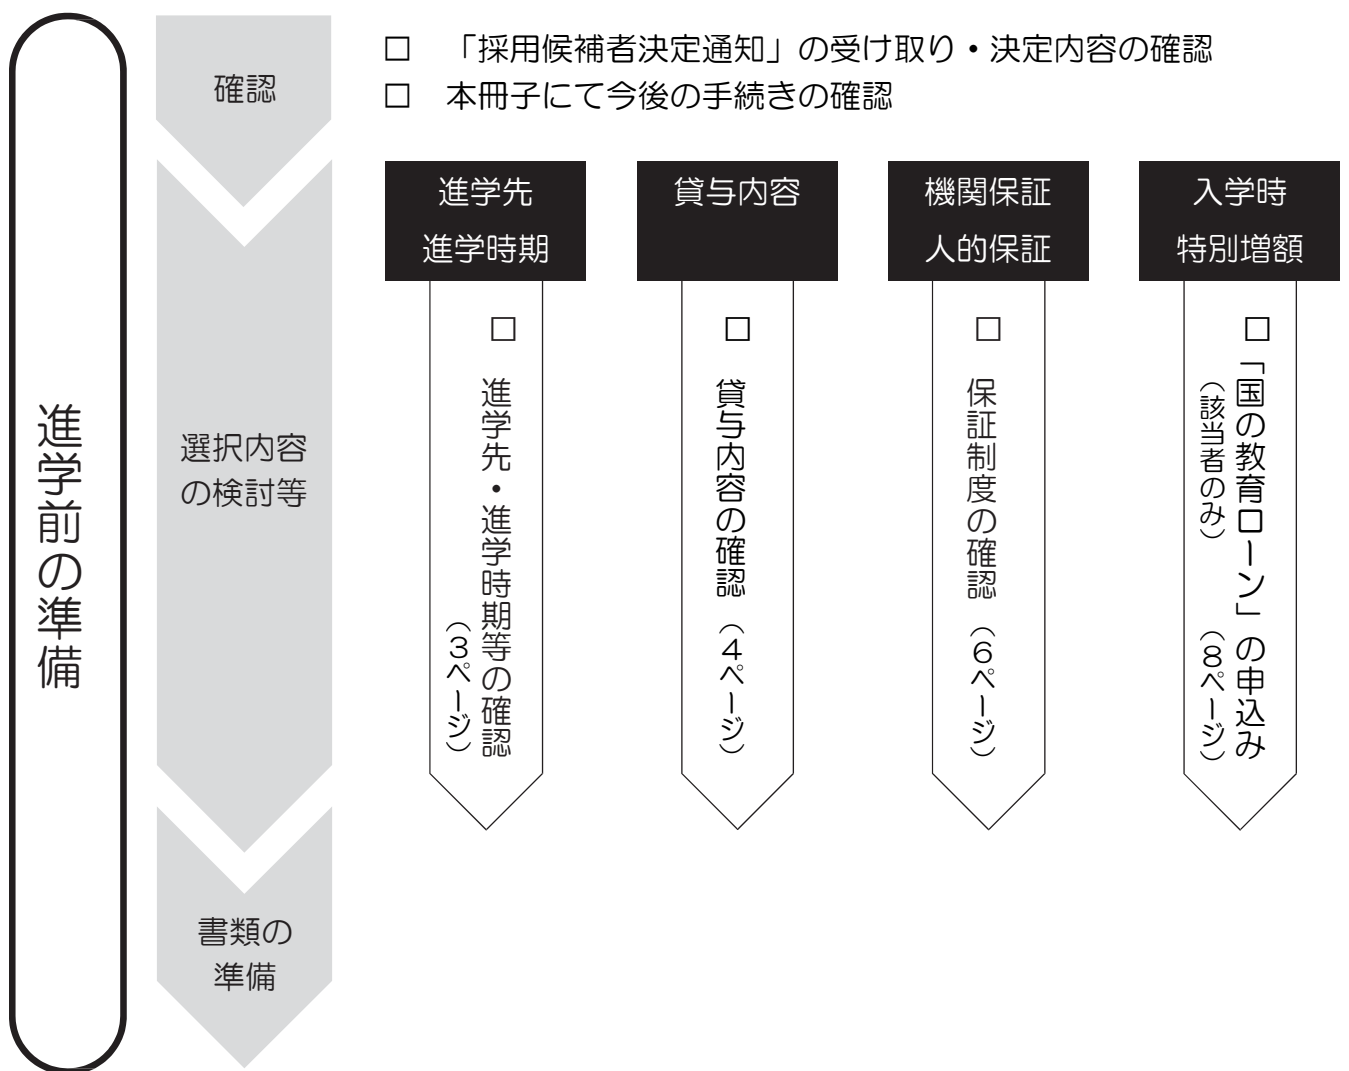 進学前の準備
確認
□ 「採用候補者決定通知」の受け取り・決定内容の確認
□ 本冊子にて今後の手続きの確認
選択内容
の検討等
進学先
進学時期
□ 進学先・進学時期等の確認
（3ページ）
貸与内容
□ 貸与内容の確認 （4ページ）
機関保証
人的保証
□ 保証制度の確認 （6ページ）
入学時
特別増額
□ 「国の教育ローン」の申込み
（該当者のみ） （8ページ）
書類の
準備